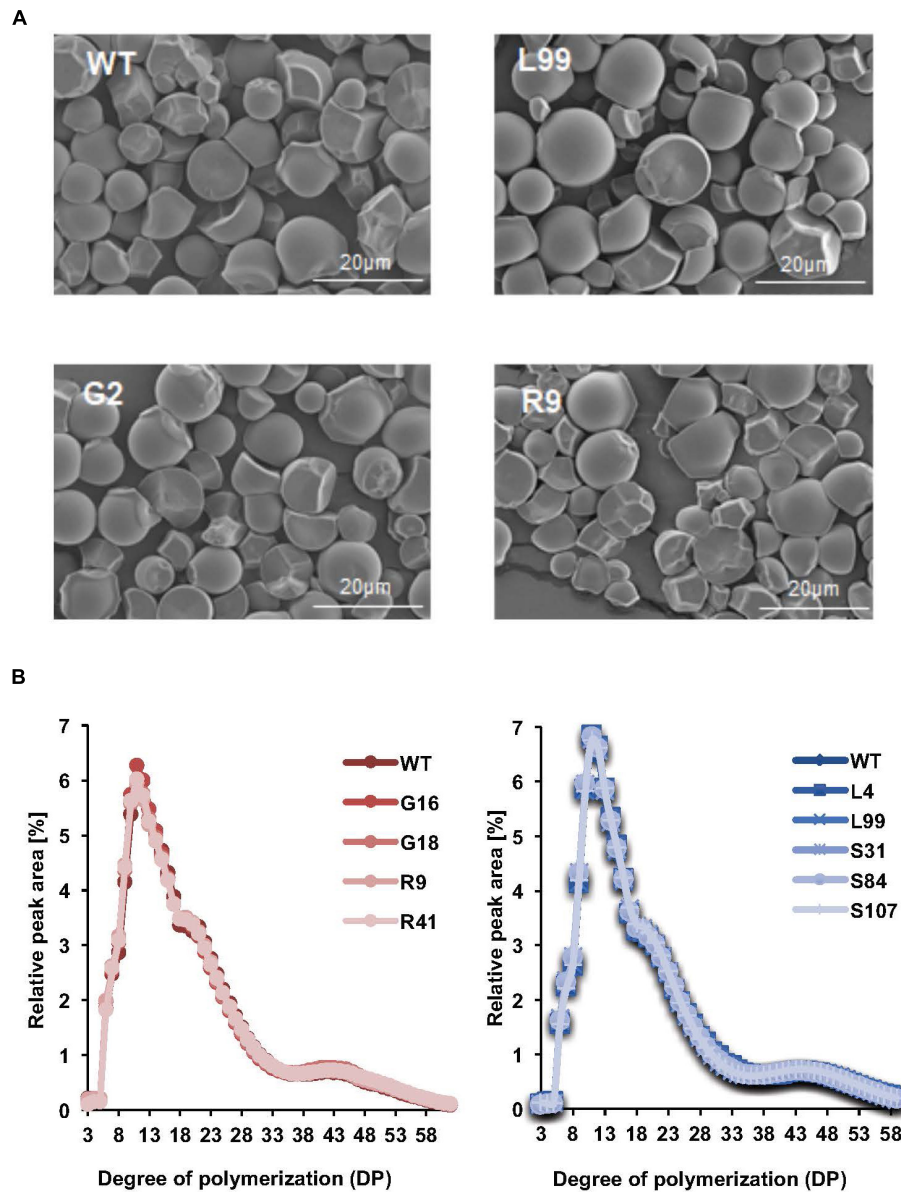 A
WT
20µm
L99
20µm
G2
20µm
R9
20µm
B
Relative peak area [%]
7
6
5
4
3
2
1
0
3 8 13 18 23 28 33 38 43 48 53 58
Degree of polymerization (DP)
WT
G16
G18
R9
R41
Relative peak area [%]
7
6
5
4
3
2
1
0
3 8 13 18 23 28 33 38 43 48 53 58
Degree of polymerization (DP)
WT
L4
L99
S31
S84
S107